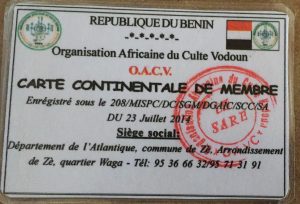 REPUBLIQUE DU BENIN
Organisation Africaine du Culte Vodoun
O.A.C.V.
CARTE CONTINENTALE DE MEMBRE
Enrégistré sous le 208/MISPC/DC/SGM/DGAIC/SCC/SA
DU 23 Juillet 2014
Siège social:
Département de l'Atlantique, commune de Zè, Arrondissement
de Zè, quartier Waga - Tél: 95 36 66 32/95 71 31 91
SARE